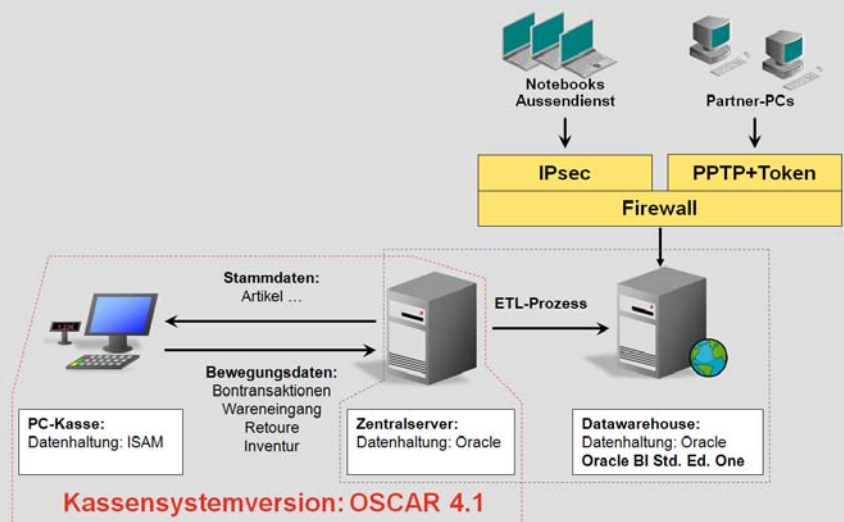 Notebooks
Aussendienst
Partner-PCs
IPsec
PPTP+Token
Firewall
Stammdaten:
Artikel ...
ETL-Prozess
Bewegungsdaten:
Bontransaktionen
Wareneingang
Retoure
Inventur
PC-Kasse:
Datenhaltung: ISAM
Zentralserver:
Datenhaltung: Oracle
Datawarehouse:
Datenhaltung: Oracle
Oracle BI Std. Ed. One
Kassensystemversion: OSCAR 4.1